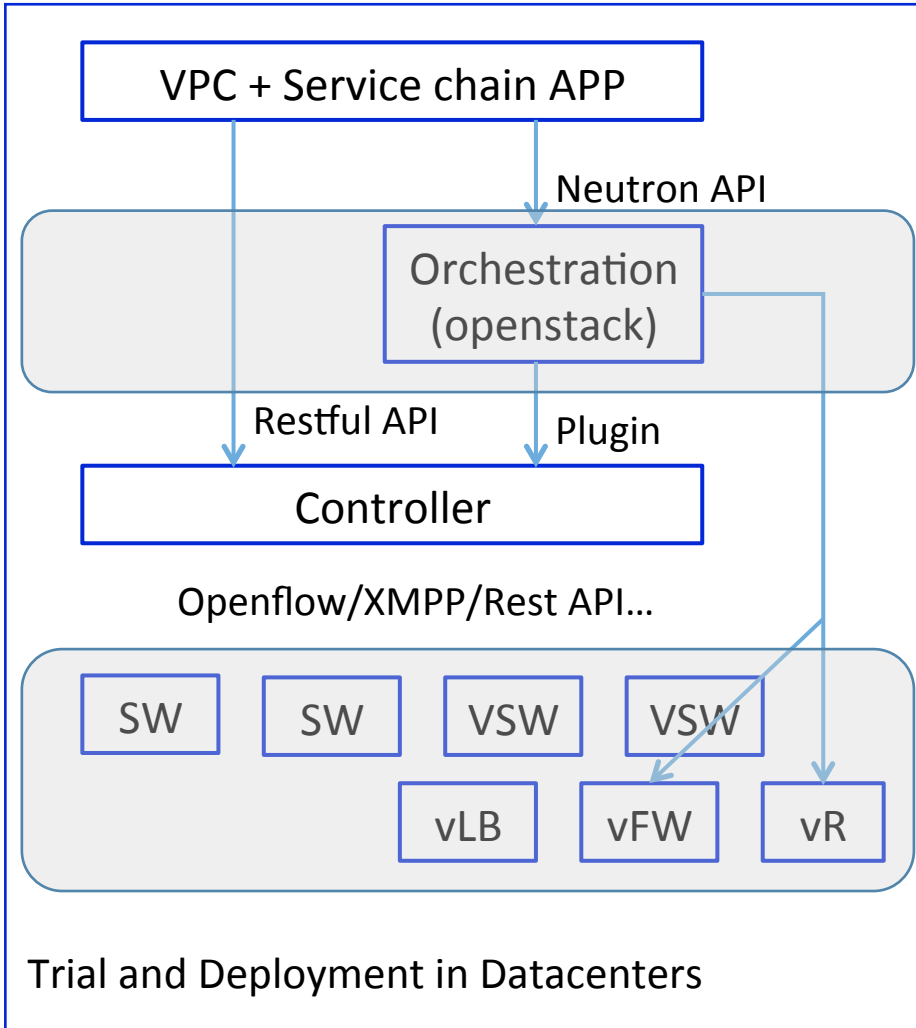 VPC + Service chain APP
Neutron API
Orchestration
(openstack)
Restful API
Plugin
Controller
Openflow/XMPP/Rest API...
SW
SW
VSW
VSW
vLB
vFW
vR
Trial and Deployment in Datacenters